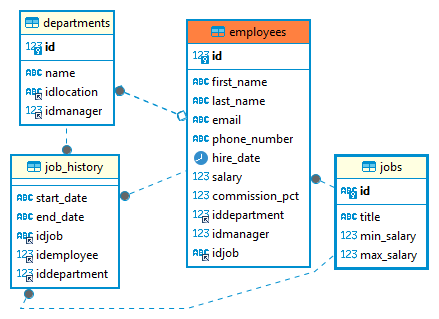 departments
123 id
ABC name
ABC idlocation
123 idmanager
employees
123 id
ABC first_name
ABC last_name
ABC email
ABC phone_number
hire_date
123 salary
123 commission_pct
123 iddepartment
123 idmanager
ABC idjob
job_history
ABC start_date
ABC end_date
ABC idjob
123 idemployee
123 iddepartment
jobs
ABC id
ABC title
123 min_salary
123 max_salary